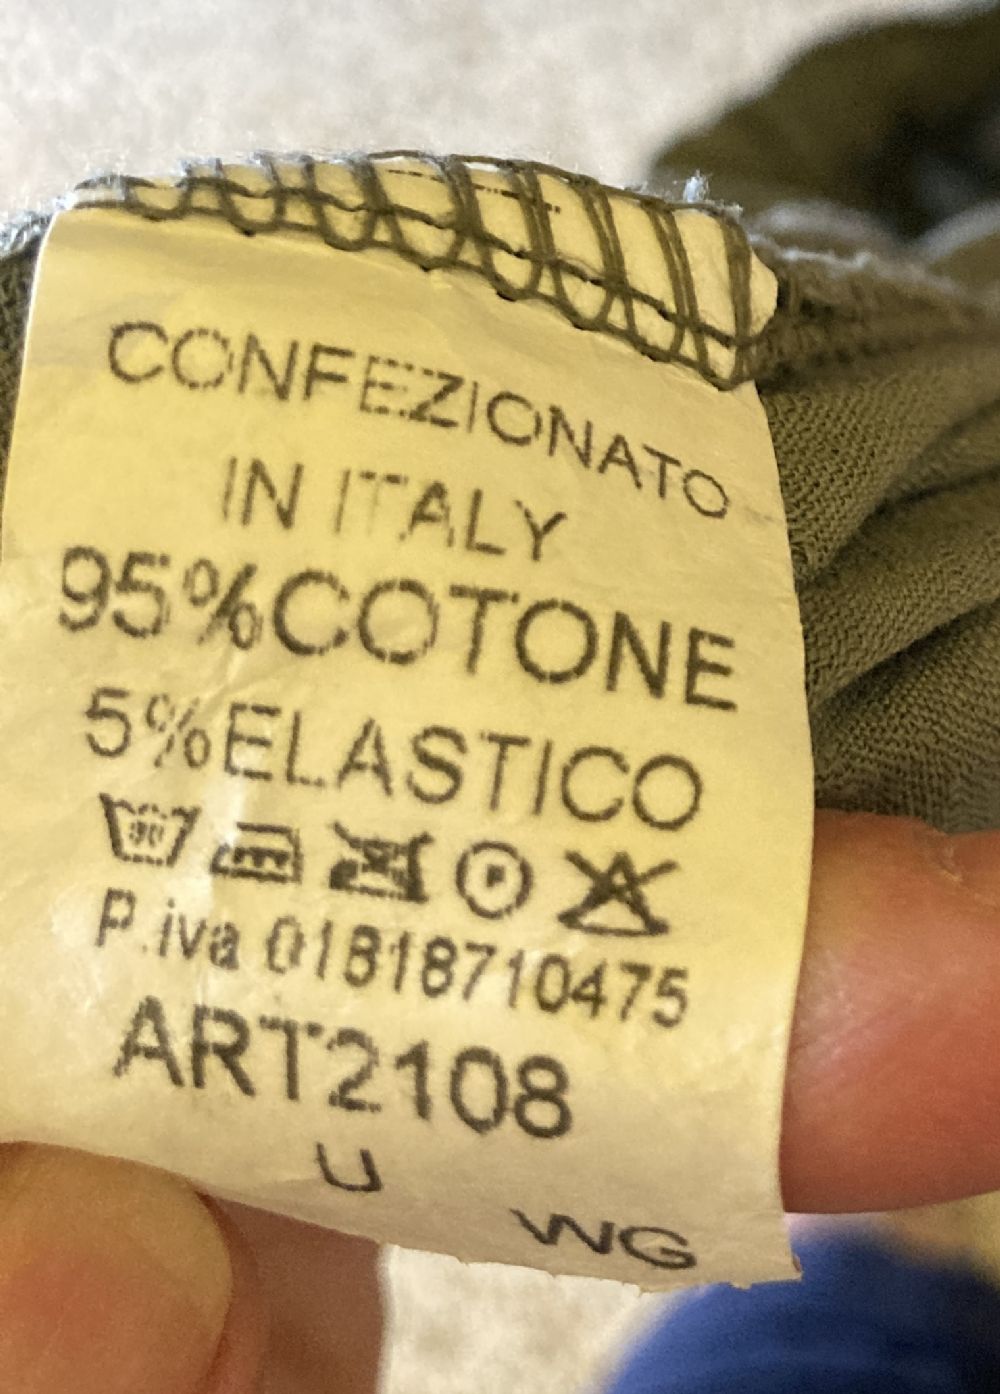 CONFEZIONATO
IN ITALY
95%COTONE
5%ELASTICO
P
P.iva 01818710475
ART2108
U
WG